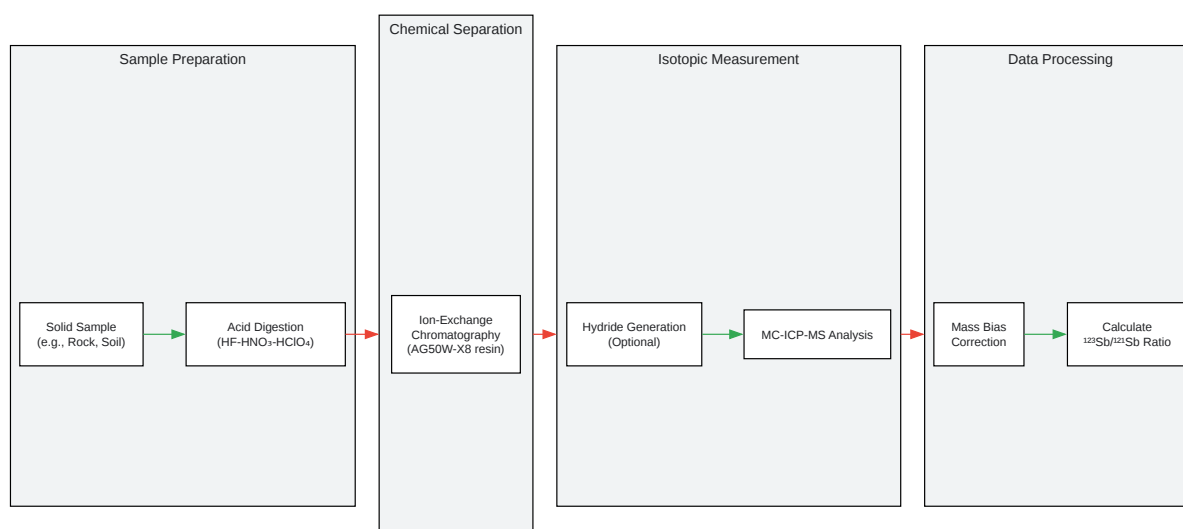 Sample Preparation
Solid Sample
(e.g., Rock, Soil)
Acid Digestion
(HF-HNO₃-HClO₄)
Chemical Separation
Ion-Exchange
Chromatography
(AG50W-X8 resin)
Isotopic Measurement
Hydride Generation
(Optional)
MC-ICP-MS Analysis
Data Processing
Mass Bias
Correction
Calculate
¹²³Sb/¹²¹Sb Ratio